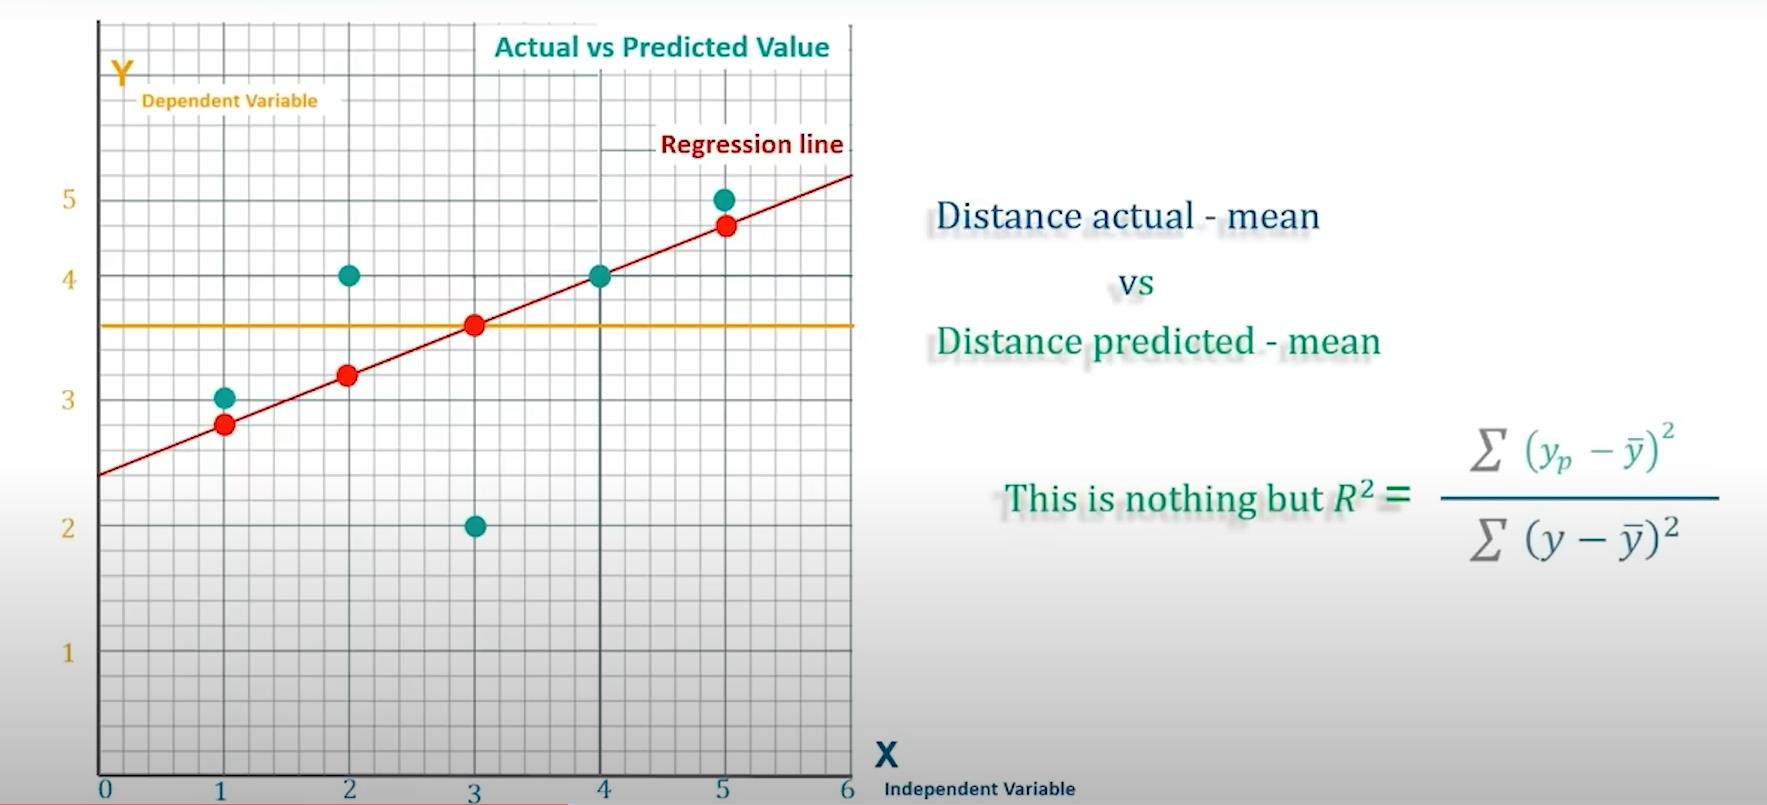 Actual vs Predicted Value
Y
Dependent Variable
Regression line
5
4
3
2
1
0 1 2 3 4 5 6
X
Independent Variable
Distance actual - mean
vs
Distance predicted - mean
This is nothing but R² =
∑ (yₚ − ȳ)²
∑ (y − ȳ)²